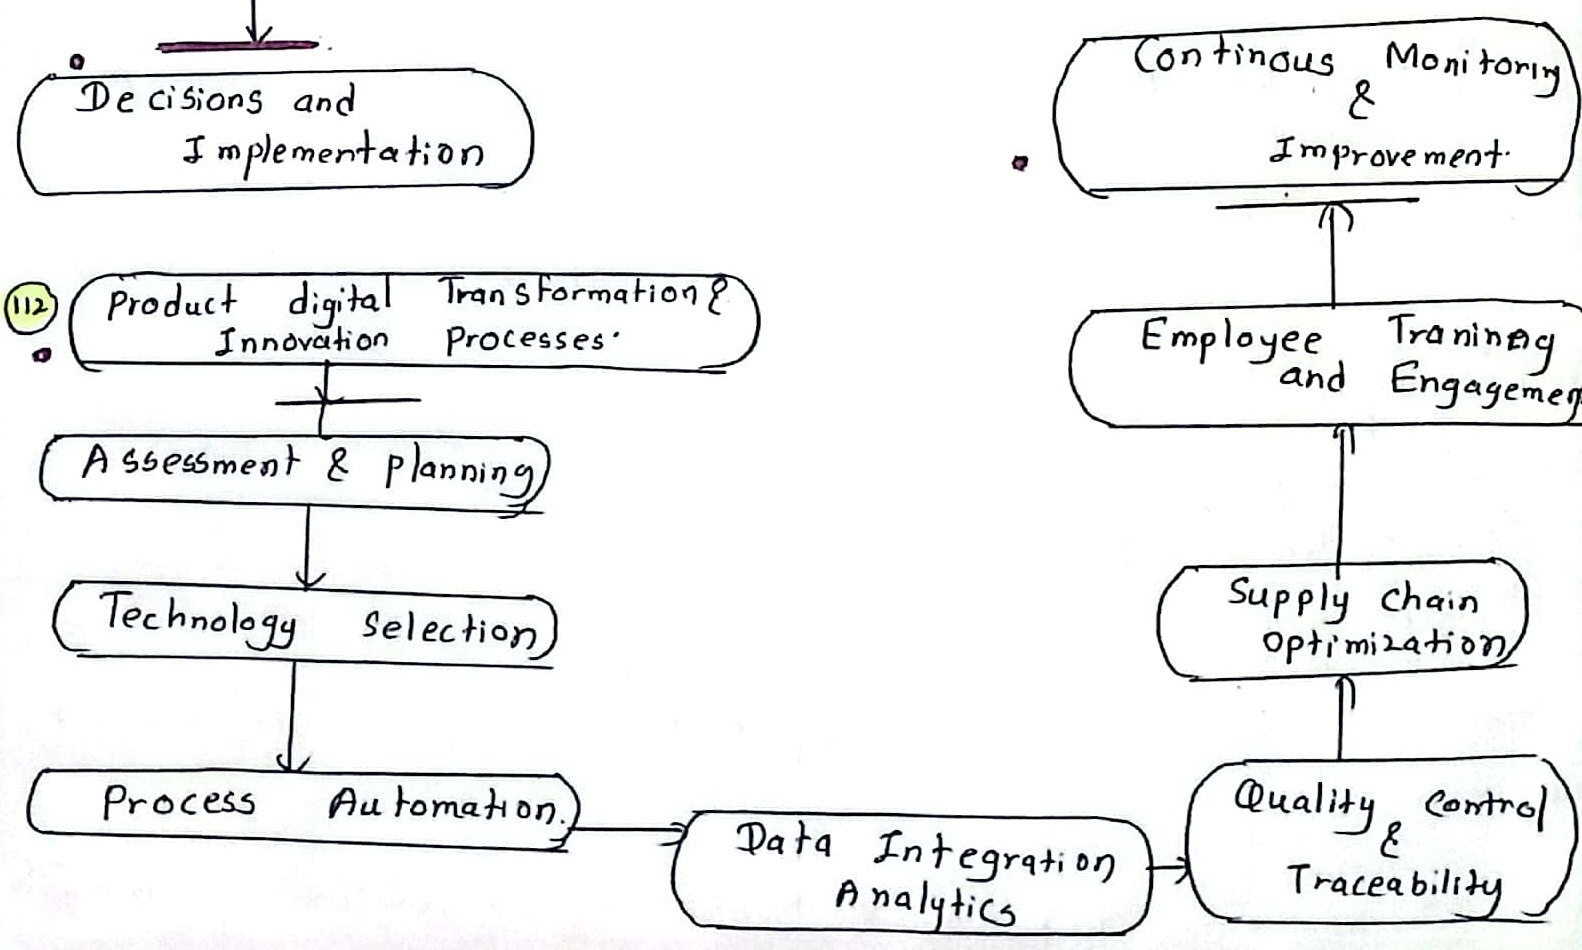 Decisions and
Implementation
112
Product digital Transformation &
Innovation Processes.
Assessment & planning
Technology Selection
Process Automation.
Data Integration
Analytics
Quality Control
&
Traceability
Supply chain
optimization
Employee Traning
and Engagemen
Continous Monitoring
&
Improvement.